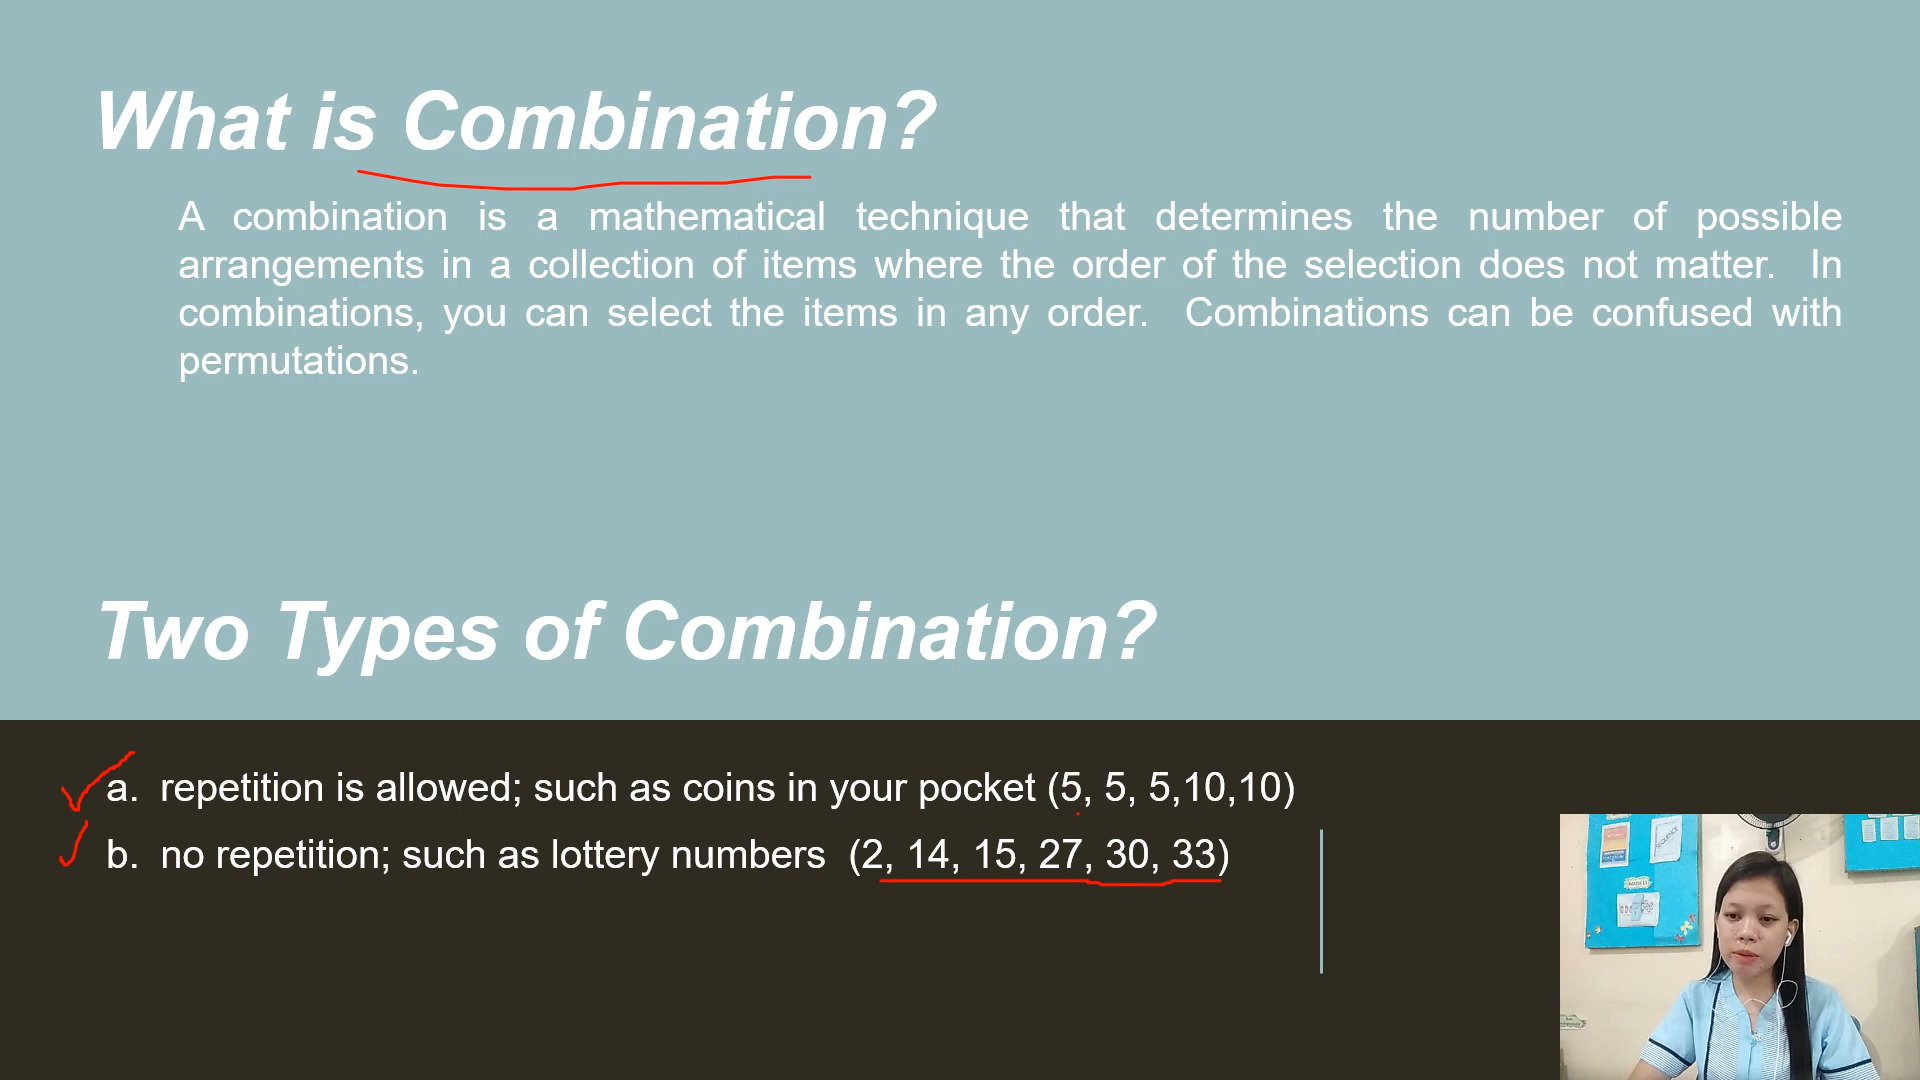 What is Combination?
A combination is a mathematical technique that determines the number of possible
arrangements in a collection of items where the order of the selection does not matter. In
combinations, you can select the items in any order. Combinations can be confused with
permutations.
Two Types of Combination?
a. repetition is allowed; such as coins in your pocket (5, 5, 5,10,10)
b. no repetition; such as lottery numbers (2, 14, 15, 27, 30, 33)